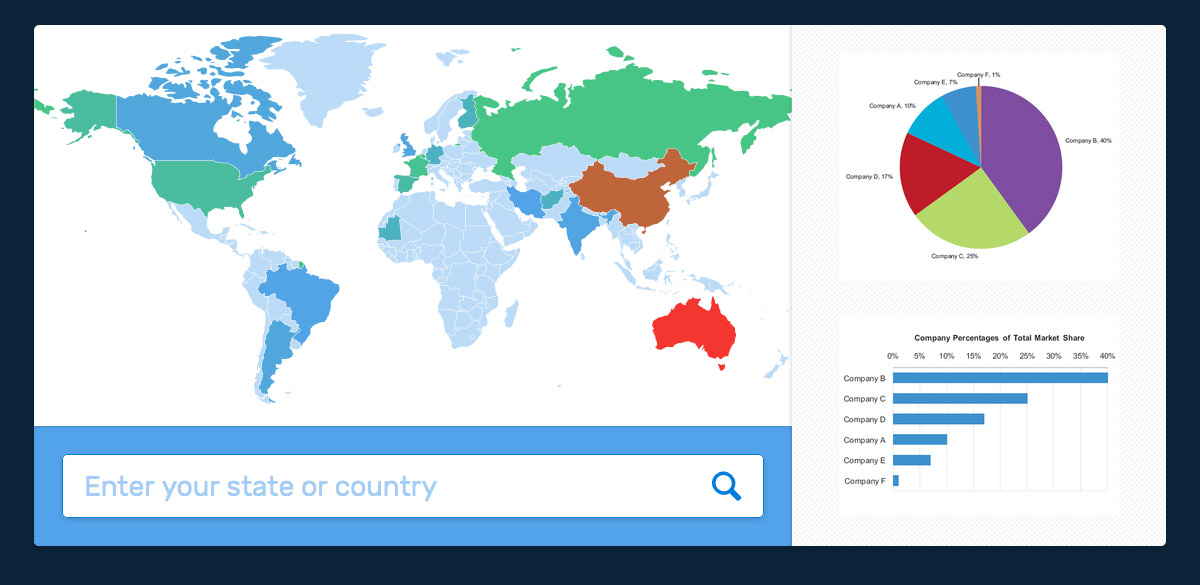 Enter your state or country
Company F, 1%
Company E, 7%
Company A, 10%
Company B, 40%
Company D, 17%
Company C, 25%
Company Percentages of Total Market Share
0% 5% 10% 15% 20% 25% 30% 35% 40%
Company B
Company C
Company D
Company A
Company E
Company F